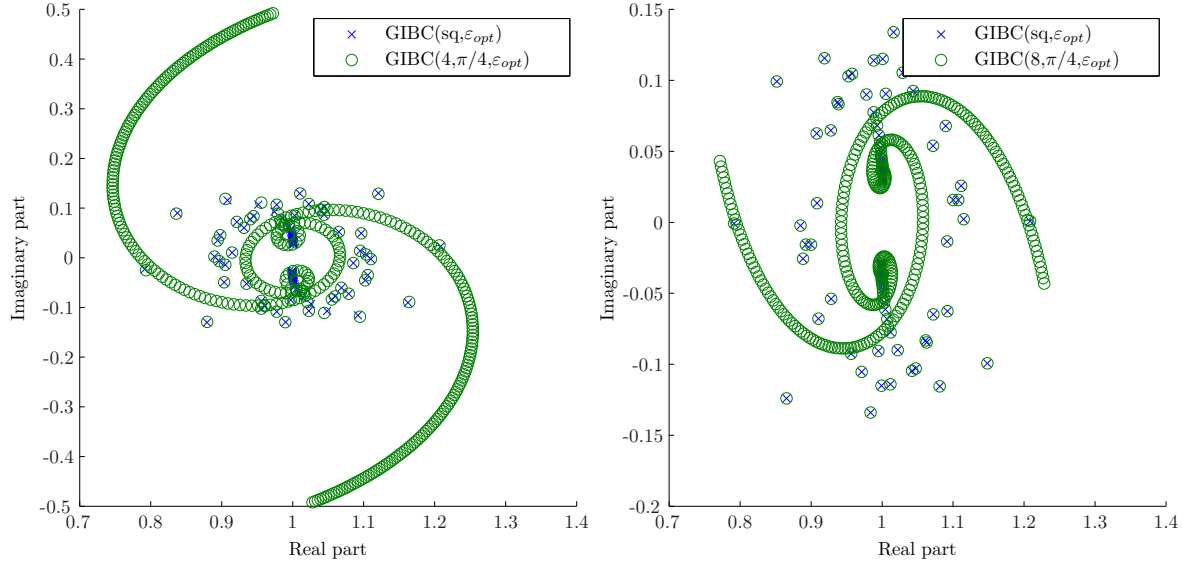 0.5
0.4
0.3
0.2
0.1
0
-0.1
-0.2
-0.3
-0.4
-0.5
0.7 0.8 0.9 1 1.1 1.2 1.3 1.4
Real part
Imaginary part
GIBC(sq,ε_opt)
GIBC(4,π/4,ε_opt)
0.15
0.1
0.05
0
-0.05
-0.1
-0.15
-0.2
0.7 0.8 0.9 1 1.1 1.2 1.3 1.4
Real part
Imaginary part
GIBC(sq,ε_opt)
GIBC(8,π/4,ε_opt)